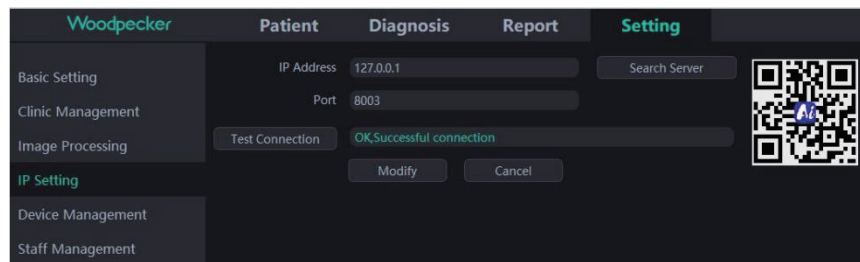 Woodpecker Patient Diagnosis Report Setting
Basic Setting
Clinic Management
Image Processing
IP Setting
Device Management
Staff Management
IP Address 127.0.0.1 Search Server
Port 8003
Test Connection OK,Successful connection
Modify Cancel
Ai